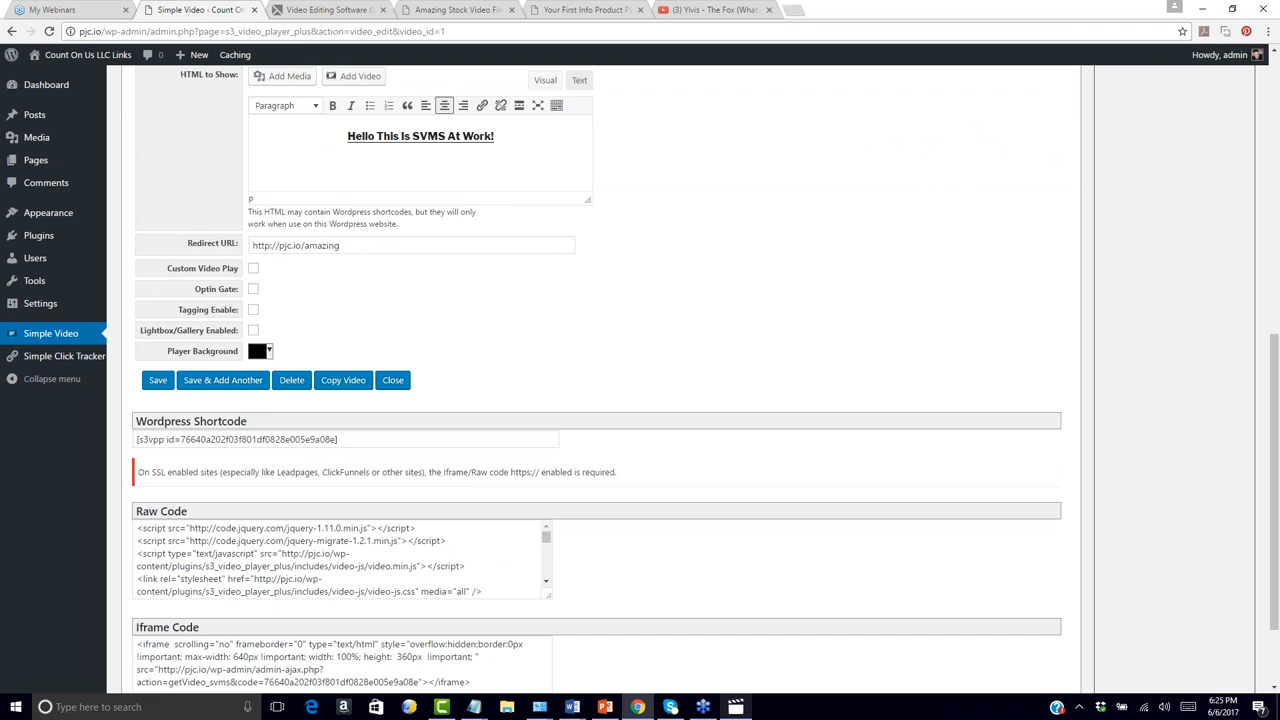 My Webinars
Simple Video ‹ Count On
Video Editing Software fo
Amazing Stock Video Fire
Your First Info Product PL
(3) Ylvis - The Fox (Wha
pjc.io/wp-admin/admin.php?page=s3_video_player_plus&action=video_edit&video_id=1
Count On Us LLC Links
0
New
Caching
Howdy, admin
Dashboard
Posts
Media
Pages
Comments
Appearance
Plugins
Users
Tools
Settings
Simple Video
Simple Click Tracker
Collapse menu
HTML to Show:
Add Media
Add Video
Visual
Text
Paragraph
Hello This Is SVMS At Work!
p
This HTML may contain Wordpress shortcodes, but they will only
work when use on this Wordpress website.
Redirect URL:
http://pjc.io/amazing
Custom Video Play
Optin Gate:
Tagging Enable:
Lightbox/Gallery Enabled:
Player Background
Save
Save & Add Another
Delete
Copy Video
Close
Wordpress Shortcode
[s3vpp id=76640a202f03f801df0828e005e9a08e]
On SSL enabled sites (especially like Leadpages, ClickFunnels or other sites), the Iframe/Raw code https:// enabled is required.
Raw Code
<script src="http://code.jquery.com/jquery-1.11.0.min.js"></script>
<script src="http://code.jquery.com/jquery-migrate-1.2.1.min.js"></script>
<script type="text/javascript" src="http://pjc.io/wp-
content/plugins/s3_video_player_plus/includes/video-js/video.min.js"></script>
<link rel="stylesheet" href="http://pjc.io/wp-
content/plugins/s3_video_player_plus/includes/video-js/video-js.css" media="all" />
Iframe Code
<iframe scrolling="no" frameborder="0" type="text/html" style="overflow:hidden;border:0px
!important; max-width: 640px !important; width: 100%; height: 360px !important; "
src="http://pjc.io/wp-admin/admin-ajax.php?
action=getVideo_svms&code=76640a202f03f801df0828e005e9a08e"></iframe>
Type here to search
6:25 PM
6/6/2017